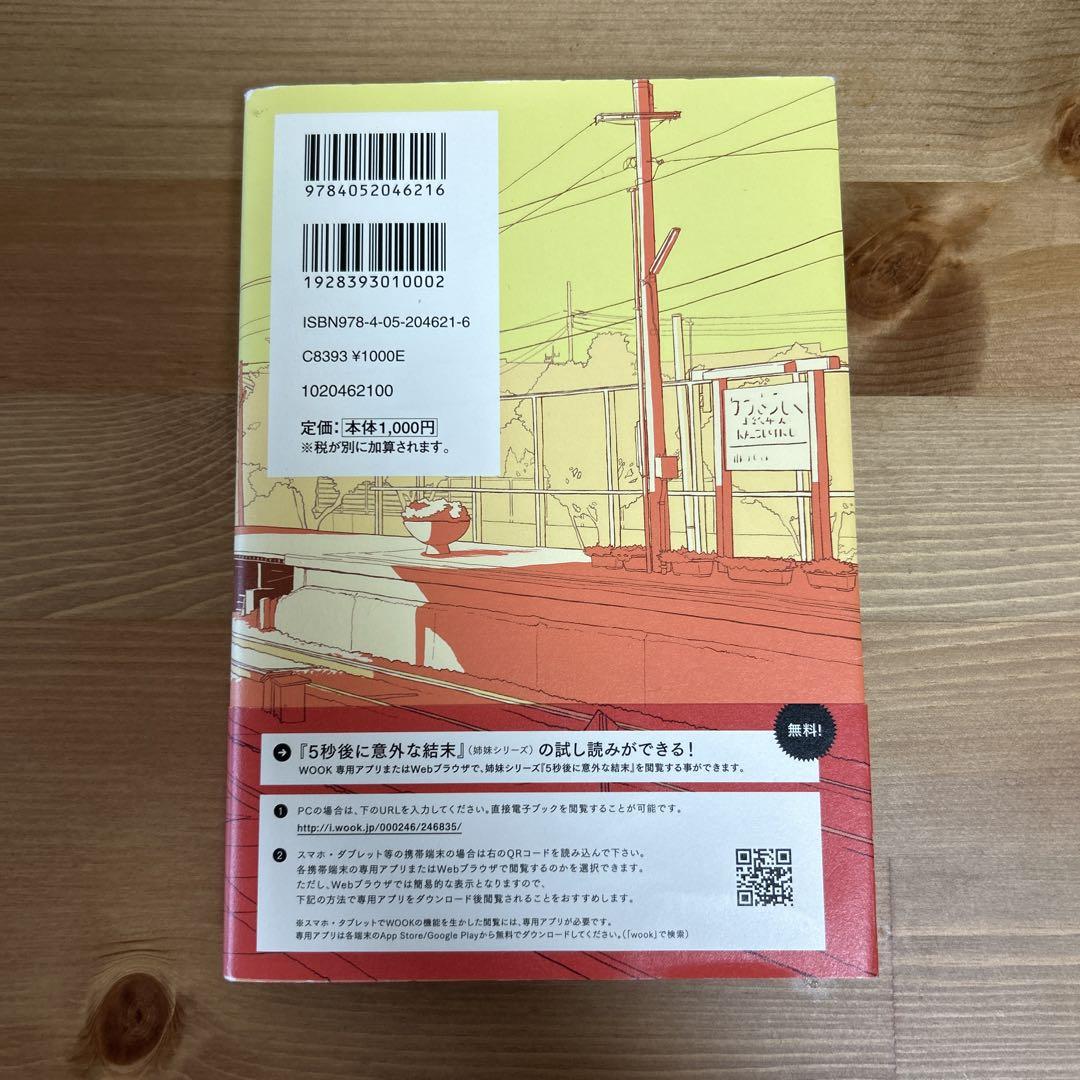 9784052046216
1928393010002
ISBN978-4-05-204621-6
C8393 ¥1000E
1020462100
定価：本体1,000円
※税が別に加算されます。
無料!
『5秒後に意外な結末』（姉妹シリーズ）の試し読みができる！
WOOK 専用アプリまたはWebブラウザで、姉妹シリーズ『5秒後に意外な結末』を閲覧する事ができます。
1 PCの場合は、下のURLを入力してください。直接電子ブックを閲覧することが可能です。
http://i.wook.jp/000246/246835/
2 スマホ・タブレット等の携帯端末の場合は右のQRコードを読み込んで下さい。
各携帯端末の専用アプリまたはWebブラウザで閲覧するのかを選択できます。
ただし、Webブラウザでは簡易的な表示となりますので、
下記の方法で専用アプリをダウンロード後閲覧されることをおすすめします。
※スマホ・タブレットでWOOKの機能を生かした閲覧には、専用アプリが必要です。
専用アプリは各端末のApp Store/Google Playから無料でダウンロードしてください。（「wook」で検索）